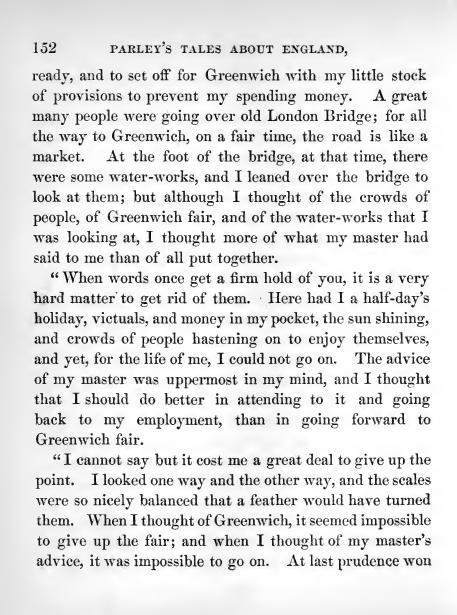 152 PARLEY'S TALES ABOUT ENGLAND,
ready, and to set off for Greenwich with my little stock
of provisions to prevent my spending money. A great
many people were going over old London Bridge; for all
the way to Greenwich, on a fair time, the road is like a
market. At the foot of the bridge, at that time, there
were some water-works, and I leaned over the bridge to
look at them; but although I thought of the crowds of
people, of Greenwich fair, and of the water-works that I
was looking at, I thought more of what my master had
said to me than of all put together.
“When words once get a firm hold of you, it is a very
hard matter to get rid of them. Here had I a half-day's
holiday, victuals, and money in my pocket, the sun shining,
and crowds of people hastening on to enjoy themselves,
and yet, for the life of me, I could not go on. The advice
of my master was uppermost in my mind, and I thought
that I should do better in attending to it and going
back to my employment, than in going forward to
Greenwich fair.
“I cannot say but it cost me a great deal to give up the
point. I looked one way and the other way, and the scales
were so nicely balanced that a feather would have turned
them. When I thought of Greenwich, it seemed impossible
to give up the fair; and when I thought of my master's
advice, it was impossible to go on. At last prudence won